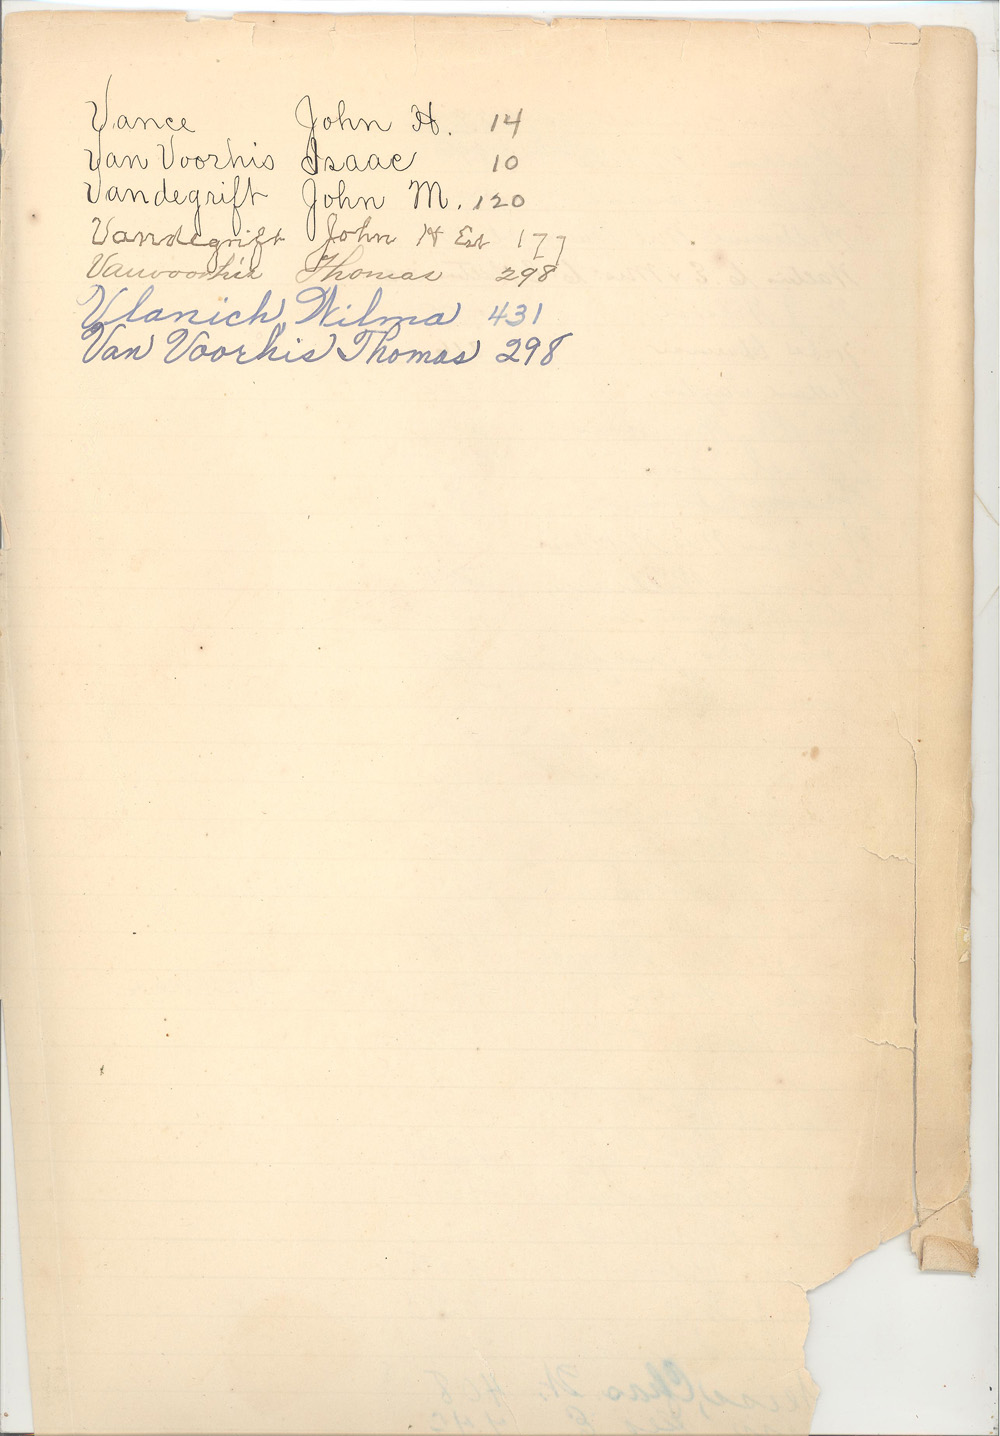 Vance John H. 14
Van Voorhis Isaac 10
Vandegrift John M. 120
Vandegrift John H Est 177
Vanvoorhis Thomas 298
Vlanich, Wilma 431
Van Voorhis Thomas 298